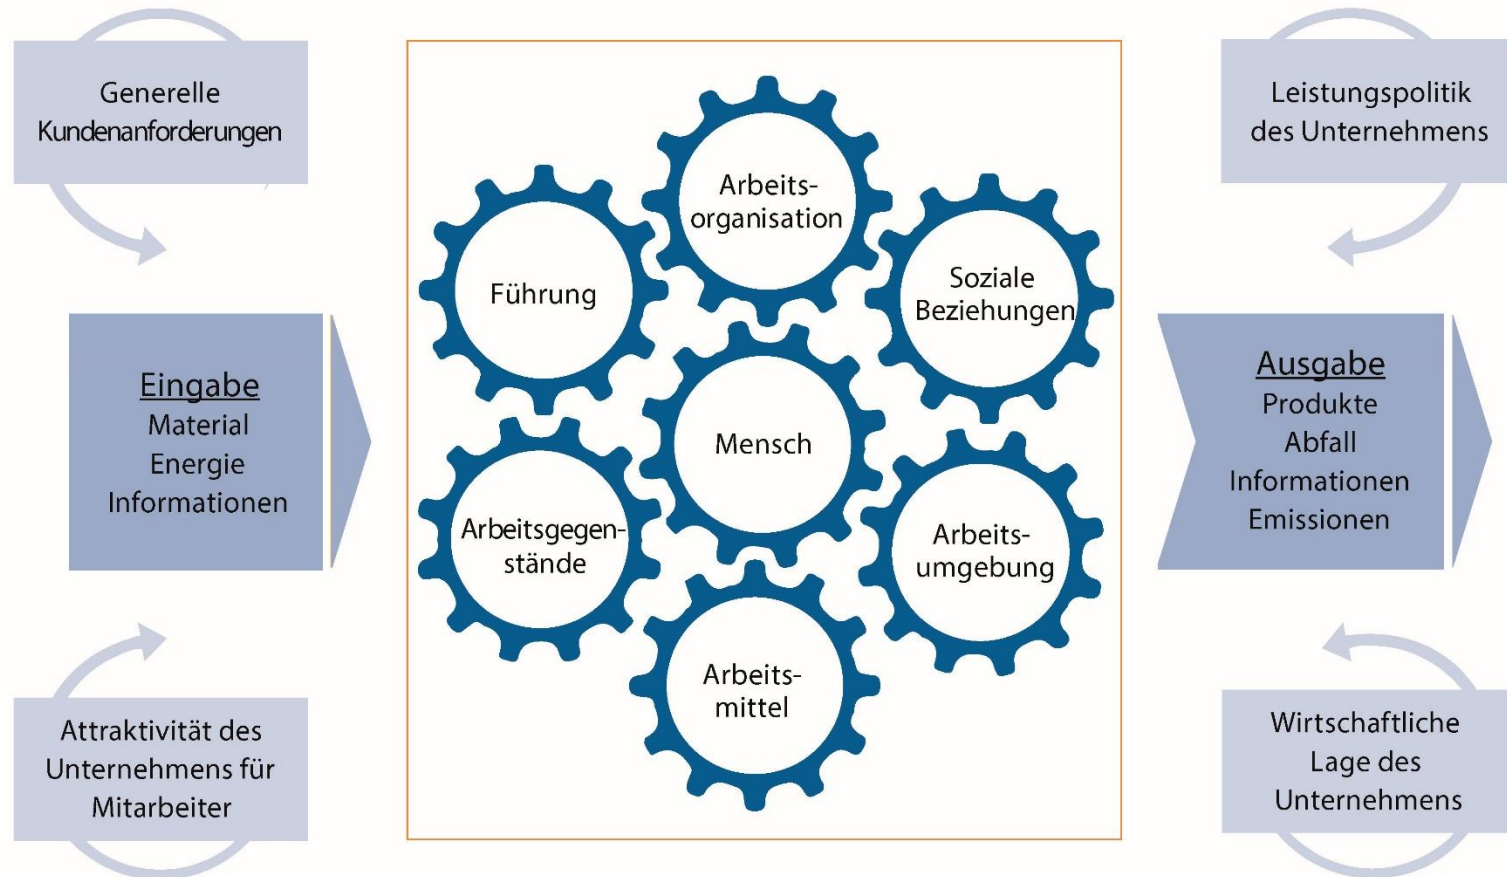 Generelle
Kundenanforderungen
Eingabe
Material
Energie
Informationen
Attraktivität des
Unternehmens für
Mitarbeiter
Arbeits-
organisation
Führung
Soziale
Beziehungen
Mensch
Arbeitsgegen-
stände
Arbeits-
umgebung
Arbeits-
mittel
Leistungspolitik
des Unternehmens
Ausgabe
Produkte
Abfall
Informationen
Emissionen
Wirtschaftliche
Lage des
Unternehmens